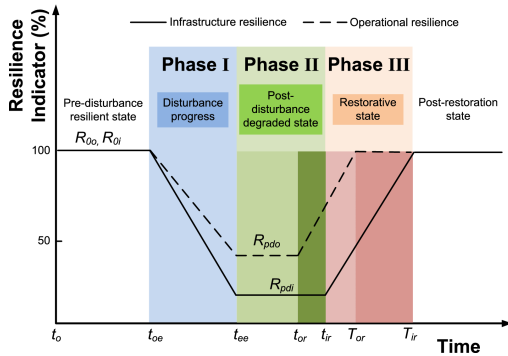 Infrastructure resilience
Operational resilience
Resilience
Indicator (%)
Phase I
Phase II
Phase III
Pre-disturbance
resilient state
Disturbance
progress
Post-
disturbance
degraded state
Restorative
state
Post-restoration
state
R0o, R0i
100
50
Rpdo
Rpdi
to
toe
tee
tor
tir
Tor
Tir
Time